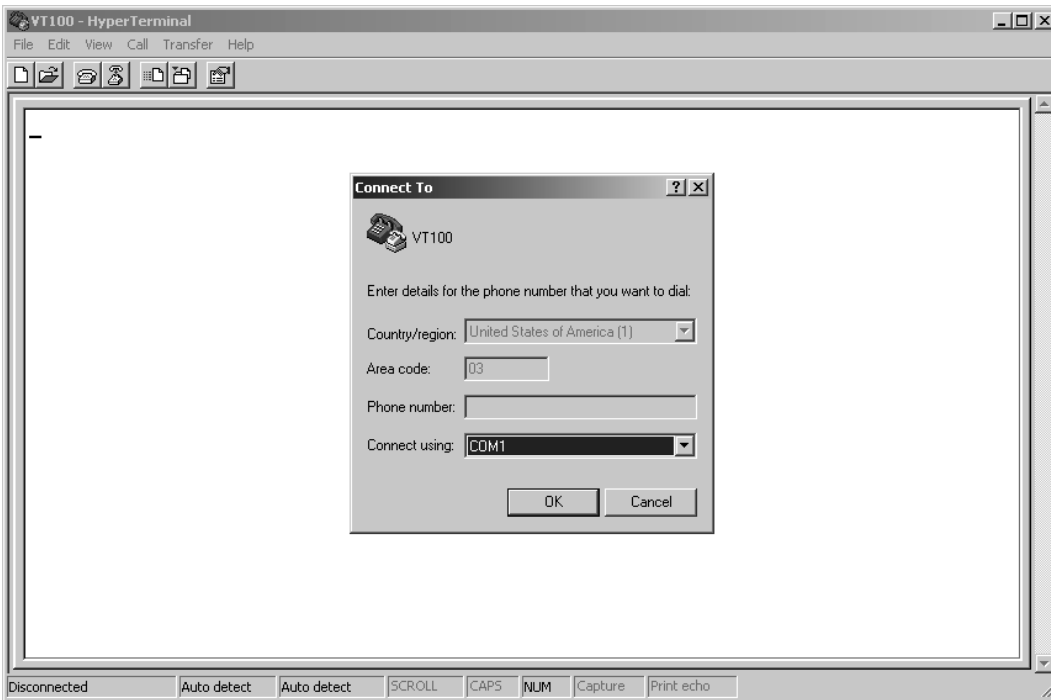 VT100 - HyperTerminal
File Edit View Call Transfer Help
Connect To
VT100
Enter details for the phone number that you want to dial:
Country/region: United States of America (1)
Area code: 03
Phone number:
Connect using: COM1
OK Cancel
Disconnected Auto detect Auto detect SCROLL CAPS NUM Capture Print echo